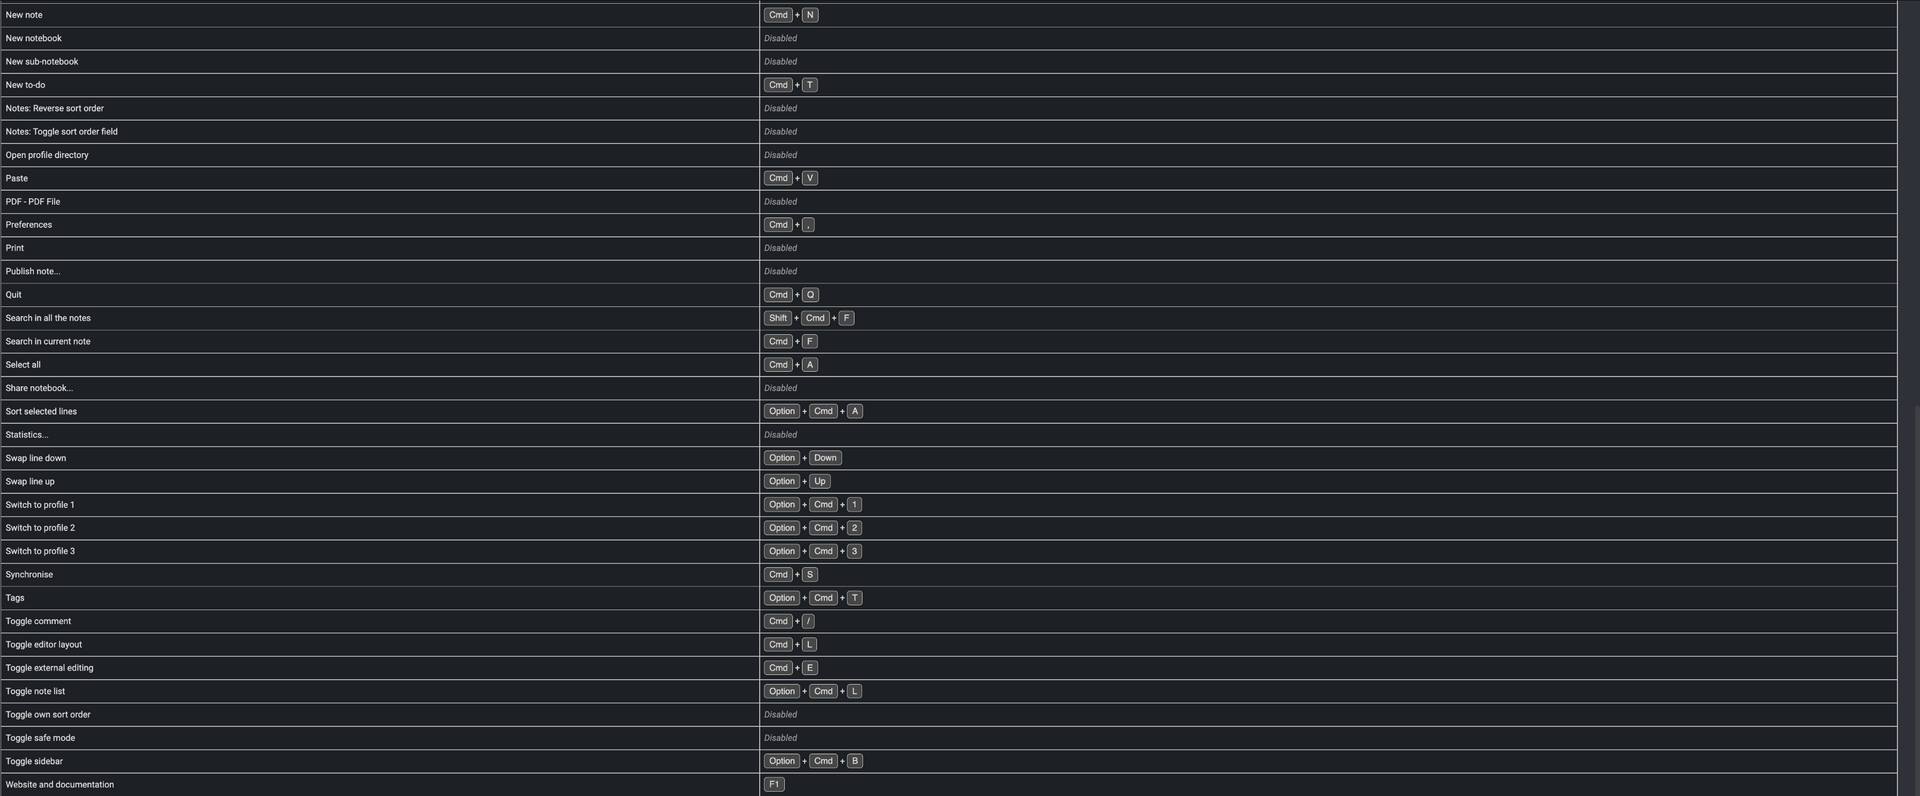 New note Cmd + N
New notebook Disabled
New sub-notebook Disabled
New to-do Cmd + T
Notes: Reverse sort order Disabled
Notes: Toggle sort order field Disabled
Open profile directory Disabled
Paste Cmd + V
PDF - PDF File Disabled
Preferences Cmd + ,
Print Disabled
Publish note... Disabled
Quit Cmd + Q
Search in all the notes Shift + Cmd + F
Search in current note Cmd + F
Select all Cmd + A
Share notebook... Disabled
Sort selected lines Option + Cmd + A
Statistics... Disabled
Swap line down Option + Down
Swap line up Option + Up
Switch to profile 1 Option + Cmd + 1
Switch to profile 2 Option + Cmd + 2
Switch to profile 3 Option + Cmd + 3
Synchronise Cmd + S
Tags Option + Cmd + T
Toggle comment Cmd + /
Toggle editor layout Cmd + L
Toggle external editing Cmd + E
Toggle note list Option + Cmd + L
Toggle own sort order Disabled
Toggle safe mode Disabled
Toggle sidebar Option + Cmd + B
Website and documentation F1